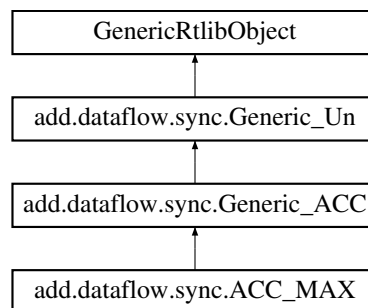 GenericRtlibObject
add.dataflow.sync.Generic_Un
add.dataflow.sync.Generic_ACC
add.dataflow.sync.ACC_MAX